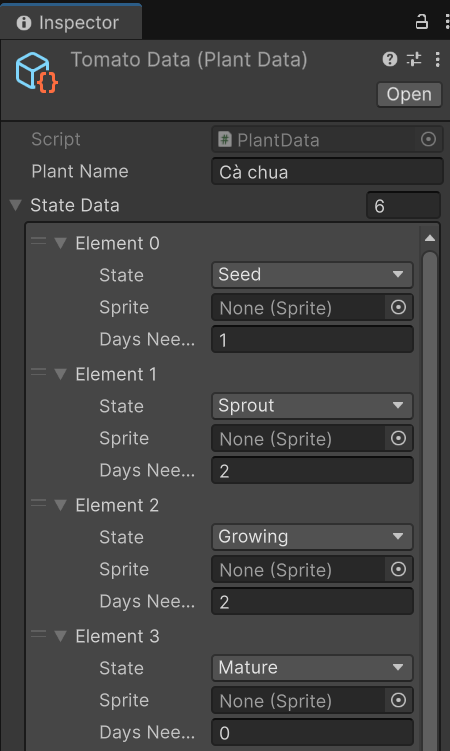 Inspector
Tomato Data (Plant Data)
Open
Script
# PlantData
Plant Name
Cà chua
State Data
6
Element 0
State
Seed
Sprite
None (Sprite)
Days Nee...
1
Element 1
State
Sprout
Sprite
None (Sprite)
Days Nee...
2
Element 2
State
Growing
Sprite
None (Sprite)
Days Nee...
2
Element 3
State
Mature
Sprite
None (Sprite)
Days Nee...
0